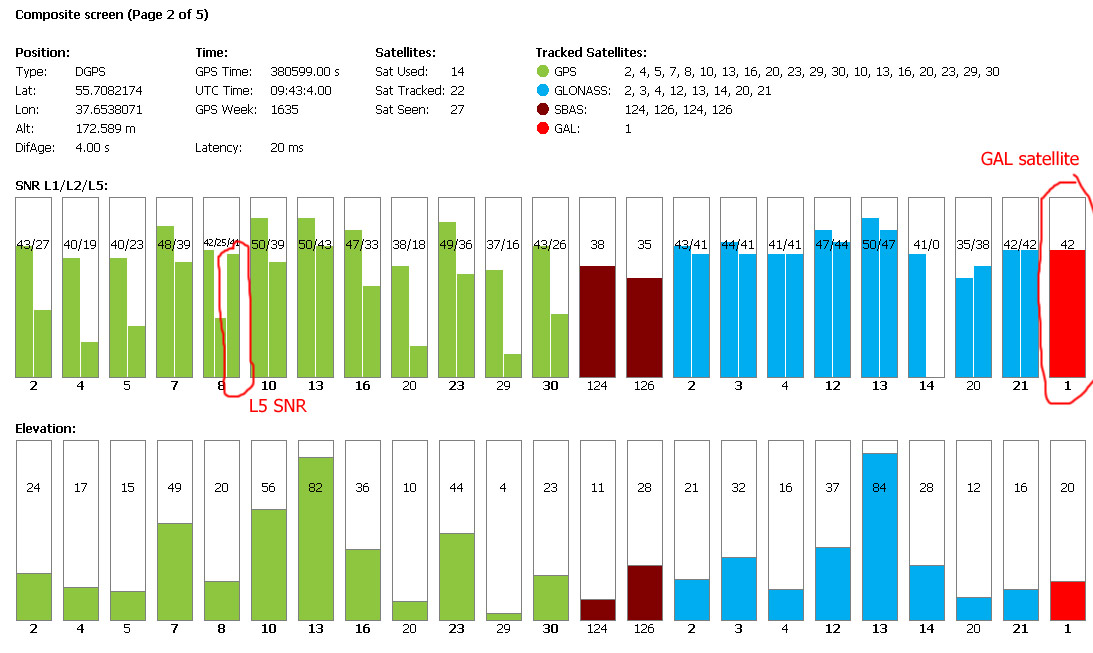 Composite screen (Page 2 of 5)
Position: Time: Satellites: Tracked Satellites:
Type: DGPS GPS Time: 380599.00 s Sat Used: 14 GPS 2, 4, 5, 7, 8, 10, 13, 16, 20, 23, 29, 30, 10, 13, 16, 20, 23, 29, 30
Lat: 55.7082174 UTC Time: 09:43:4.00 Sat Tracked: 22 GLONASS: 2, 3, 4, 12, 13, 14, 20, 21
Lon: 37.6538071 GPS Week: 1635 Sat Seen: 27 SBAS: 124, 126, 124, 126
Alt: 172.589 m GAL: 1
DifAge: 4.00 s Latency: 20 ms
GAL satellite
SNR L1/L2/L5:
43/27 40/19 40/23 48/39 42/25/41 50/39 50/43 47/33 38/18 49/36 37/16 43/26 38 35 43/41 44/41 41/41 47/44 50/47 41/0 35/38 42/42 42
2 4 5 7 8 10 13 16 20 23 29 30 124 126 2 3 4 12 13 14 20 21 1
L5 SNR
Elevation:
24 17 15 49 20 56 82 36 10 44 4 23 11 28 21 32 16 37 84 28 12 16 20
2 4 5 7 8 10 13 16 20 23 29 30 124 126 2 3 4 12 13 14 20 21 1